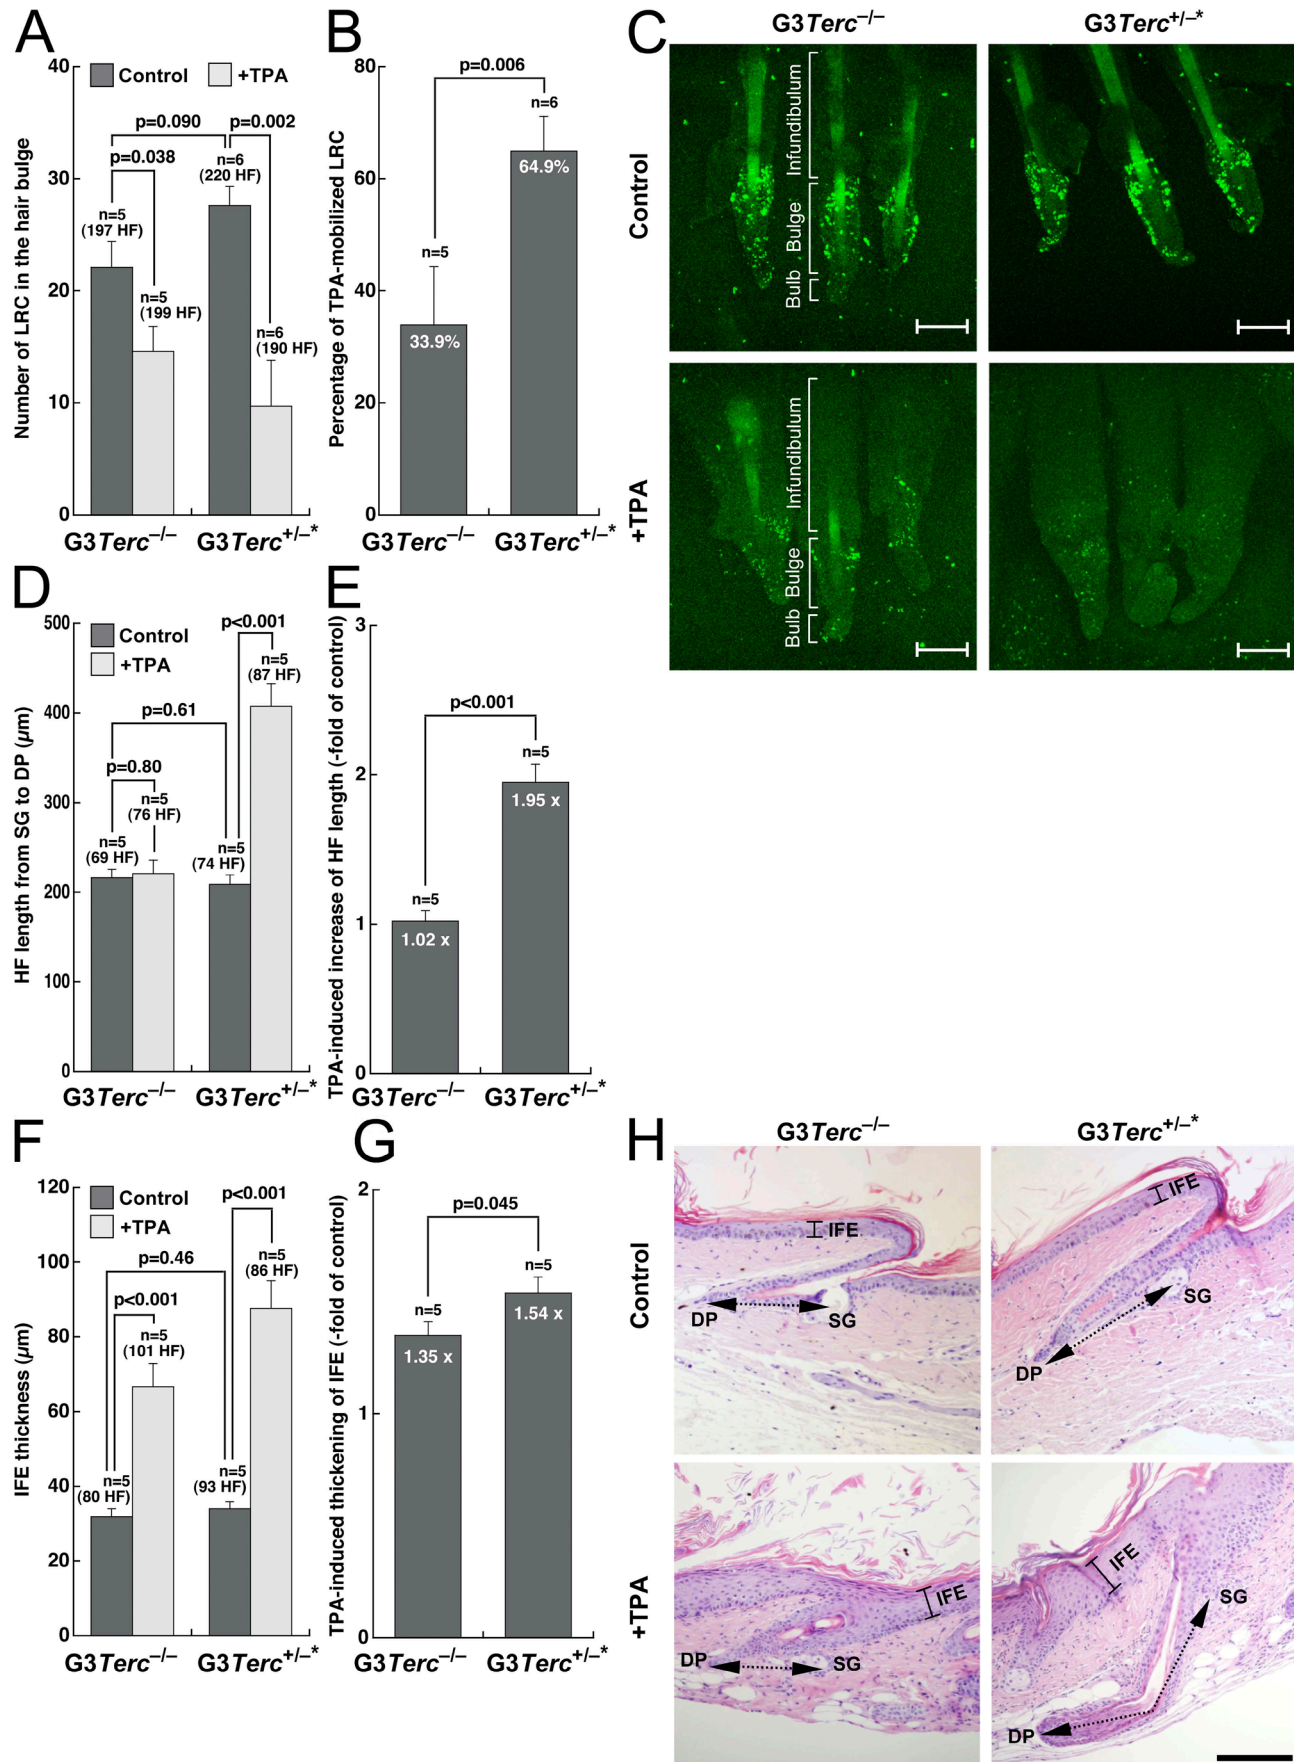 A
Number of LRC in the hair bulge
40
30
20
10
0
Control
+TPA
p=0.090
p=0.002
p=0.038
n=5
(197 HF)
n=5
(199 HF)
n=6
(220 HF)
n=6
(190 HF)
G3Terc–/–
G3Terc+/–*
B
Percentage of TPA-mobilized LRC
80
60
40
20
0
p=0.006
n=5
33.9%
n=6
64.9%
G3Terc–/–
G3Terc+/–*
C
G3Terc–/–
G3Terc+/–*
Control
Infundibulum
Bulge
Bulb
+TPA
Infundibulum
Bulge
Bulb
D
HF length from SG to DP (µm)
500
400
300
200
100
0
Control
+TPA
p<0.001
p=0.61
p=0.80
n=5
(69 HF)
n=5
(76 HF)
n=5
(74 HF)
n=5
(87 HF)
G3Terc–/–
G3Terc+/–*
E
TPA-induced increase of HF length (-fold of control)
3
2
1
0
p<0.001
n=5
1.02 x
n=5
1.95 x
G3Terc–/–
G3Terc+/–*
F
IFE thickness (µm)
120
100
80
60
40
20
0
Control
+TPA
p<0.001
p=0.46
p<0.001
n=5
(80 HF)
n=5
(101 HF)
n=5
(93 HF)
n=5
(86 HF)
G3Terc–/–
G3Terc+/–*
G
TPA-induced thickening of IFE (-fold of control)
2
1
0
p=0.045
n=5
1.35 x
n=5
1.54 x
G3Terc–/–
G3Terc+/–*
H
G3Terc–/–
G3Terc+/–*
Control
IFE
DP
SG
IFE
SG
DP
+TPA
IFE
DP
SG
IFE
SG
DP